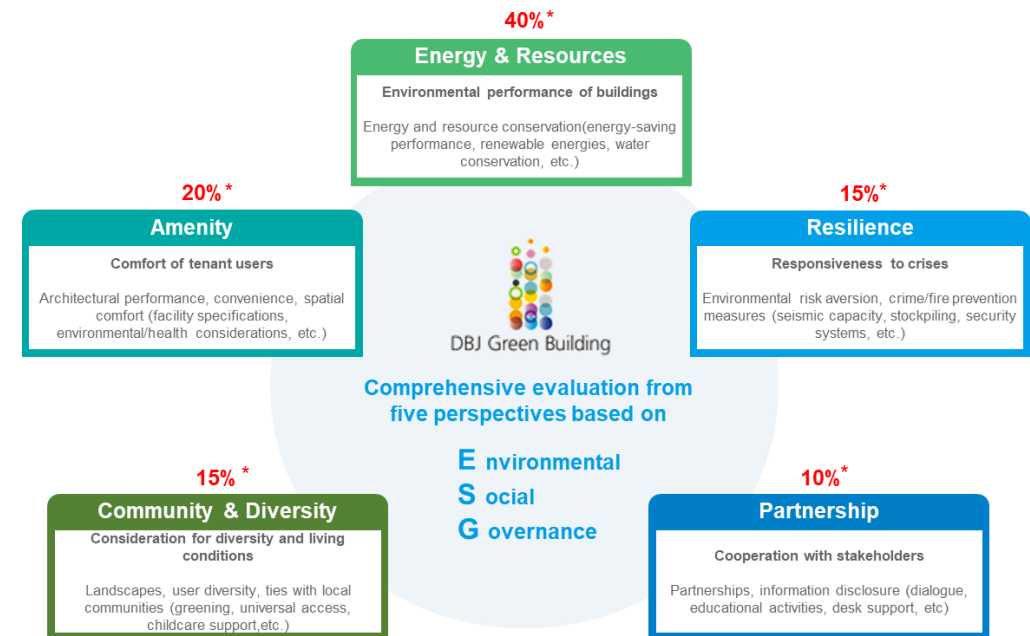 40%*
Energy & Resources
Environmental performance of buildings
Energy and resource conservation(energy-saving
performance, renewable energies, water
conservation, etc.)
20%*
Amenity
Comfort of tenant users
Architectural performance, convenience, spatial
comfort (facility specifications,
environmental/health considerations, etc.)
15%*
Resilience
Responsiveness to crises
Environmental risk aversion, crime/fire prevention
measures (seismic capacity, stockpiling, security
systems, etc.)
DBJ Green Building
Comprehensive evaluation from
five perspectives based on
E nvironmental
S ocial
G overnance
15% *
Community & Diversity
Consideration for diversity and living
conditions
Landscapes, user diversity, ties with local
communities (greening, universal access,
childcare support,etc.)
10%*
Partnership
Cooperation with stakeholders
Partnerships, information disclosure (dialogue,
educational activities, desk support, etc)